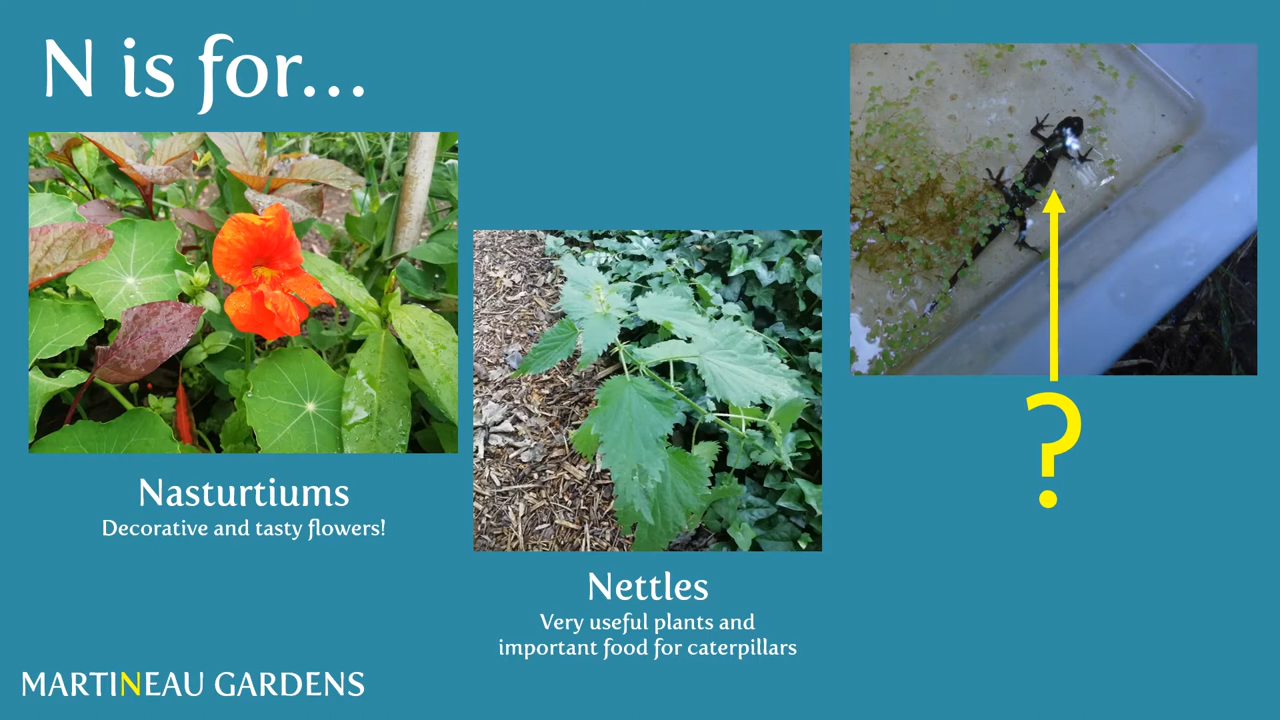 N is for...
Nasturtiums
Decorative and tasty flowers!
Nettles
Very useful plants and
important food for caterpillars
?
MARTINEAU GARDENS